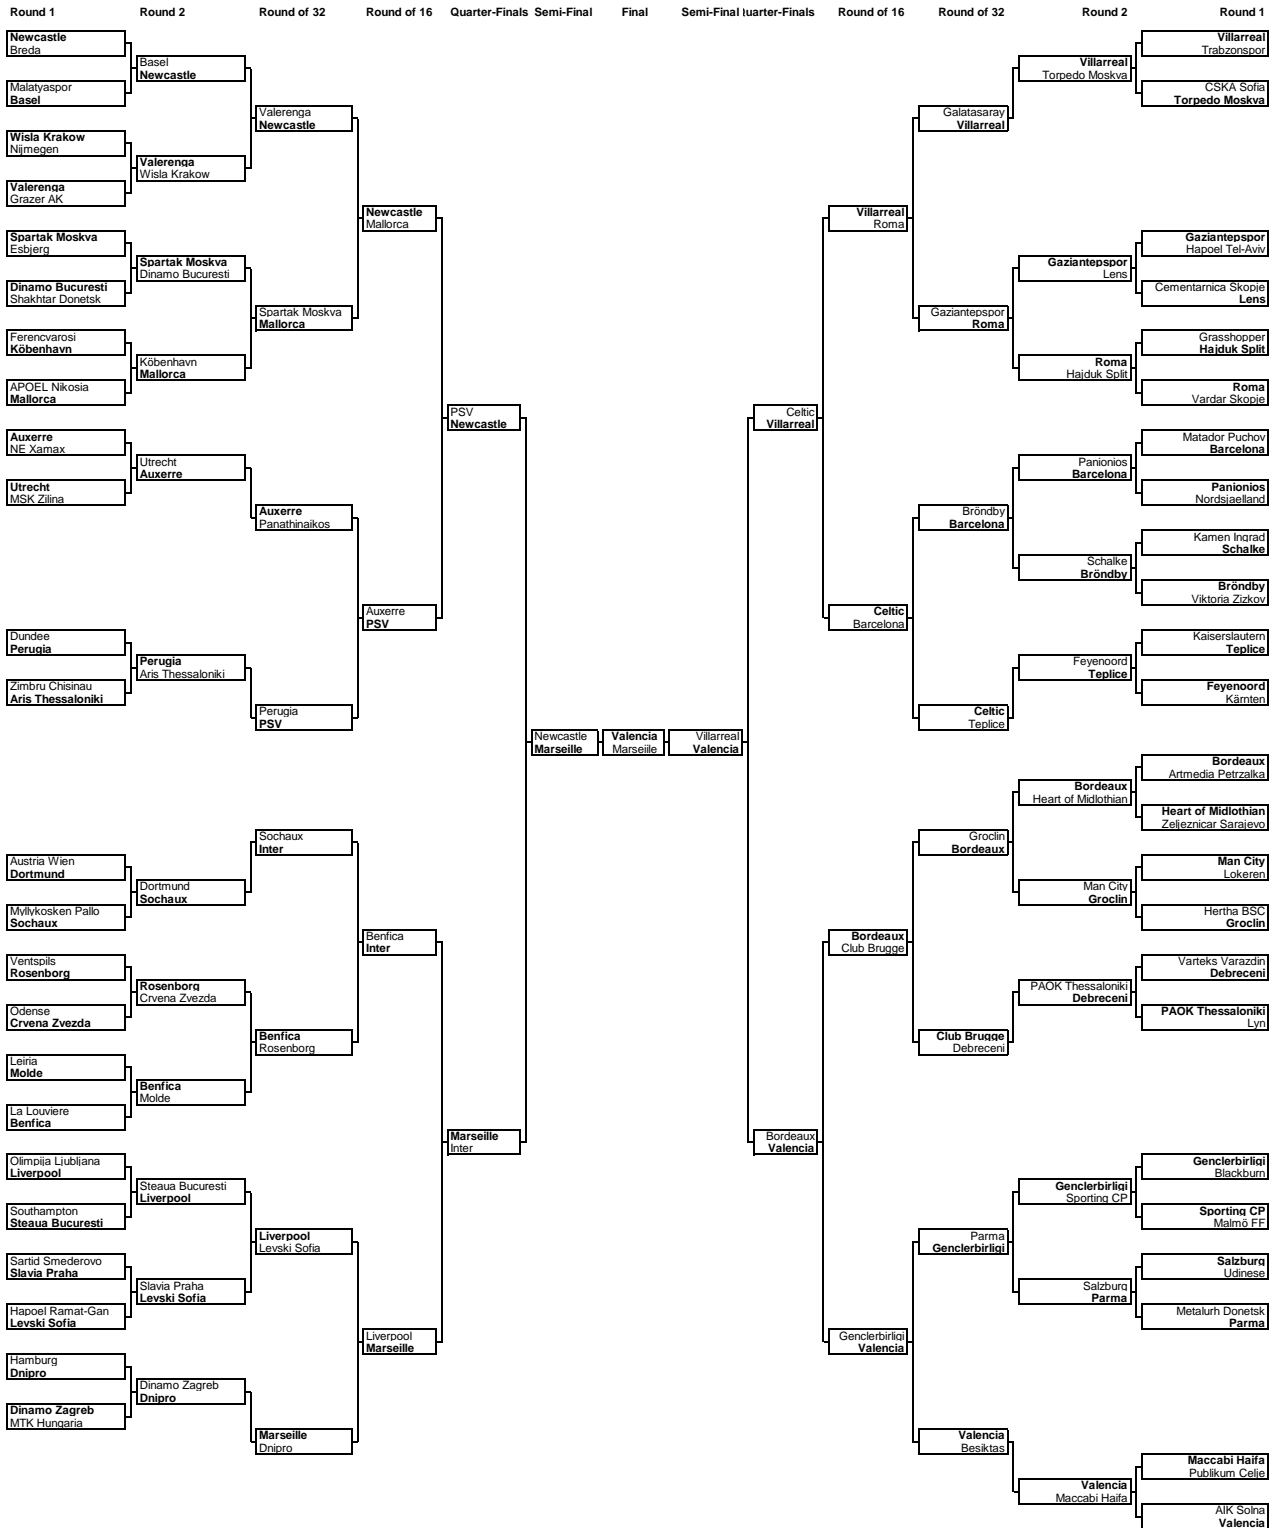 Round 1
Round 2
Round of 32
Round of 16
Quarter-Finals
Semi-Final
Final
Semi-Final
uarter-Finals
Round of 16
Round of 32
Round 2
Round 1
Newcastle
Breda
Malatyaspor
Basel
Wisla Krakow
Nijmegen
Valerenga
Grazer AK
Spartak Moskva
Esbjerg
Dinamo Bucuresti
Shakhtar Donetsk
Ferencvarosi
Köbenhavn
APOEL Nikosia
Mallorca
Auxerre
NE Xamax
Utrecht
MSK Zilina
Dundee
Perugia
Zimbru Chisinau
Aris Thessaloniki
Austria Wien
Dortmund
Myllykosken Pallo
Sochaux
Ventspils
Rosenborg
Odense
Crvena Zvezda
Leiria
Molde
La Louviere
Benfica
Olimpija Ljubljana
Liverpool
Southampton
Steaua Bucuresti
Sartid Smederovo
Slavia Praha
Hapoel Ramat-Gan
Levski Sofia
Hamburg
Dnipro
Dinamo Zagreb
MTK Hungaria
Basel
Newcastle
Valerenga
Wisla Krakow
Spartak Moskva
Dinamo Bucuresti
Köbenhavn
Mallorca
Utrecht
Auxerre
Perugia
Aris Thessaloniki
Dortmund
Sochaux
Rosenborg
Crvena Zvezda
Benfica
Molde
Steaua Bucuresti
Liverpool
Slavia Praha
Levski Sofia
Dinamo Zagreb
Dnipro
Valerenga
Newcastle
Spartak Moskva
Mallorca
Auxerre
Panathinaikos
Perugia
PSV
Sochaux
Inter
Benfica
Rosenborg
Liverpool
Levski Sofia
Marseille
Dnipro
Newcastle
Mallorca
Auxerre
PSV
Benfica
Inter
Liverpool
Marseille
PSV
Newcastle
Marseille
Inter
Newcastle
Marseille
Valencia
Marseiile
Villarreal
Valencia
Celtic
Villarreal
Bordeaux
Valencia
Villarreal
Roma
Celtic
Barcelona
Bordeaux
Club Brugge
Genclerbirligi
Valencia
Galatasaray
Villarreal
Gaziantepspor
Roma
Bröndby
Barcelona
Celtic
Teplice
Groclin
Bordeaux
Club Brugge
Debreceni
Parma
Genclerbirligi
Valencia
Besiktas
Villarreal
Torpedo Moskva
Gaziantepspor
Lens
Roma
Hajduk Split
Panionios
Barcelona
Schalke
Bröndby
Feyenoord
Teplice
Bordeaux
Heart of Midlothian
Man City
Groclin
PAOK Thessaloniki
Debreceni
Genclerbirligi
Sporting CP
Salzburg
Parma
Valencia
Maccabi Haifa
Villarreal
Trabzonspor
CSKA Sofia
Torpedo Moskva
Gaziantepspor
Hapoel Tel-Aviv
Cementarnica Skopje
Lens
Grasshopper
Hajduk Split
Roma
Vardar Skopje
Matador Puchov
Barcelona
Panionios
Nordsjaelland
Kamen Ingrad
Schalke
Bröndby
Viktoria Zizkov
Kaiserslautern
Teplice
Feyenoord
Kärnten
Bordeaux
Artmedia Petrzalka
Heart of Midlothian
Zeljeznicar Sarajevo
Man City
Lokeren
Hertha BSC
Groclin
Varteks Varazdin
Debreceni
PAOK Thessaloniki
Lyn
Genclerbirligi
Blackburn
Sporting CP
Malmö FF
Salzburg
Udinese
Metalurh Donetsk
Parma
Maccabi Haifa
Publikum Celje
AIK Solna
Valencia